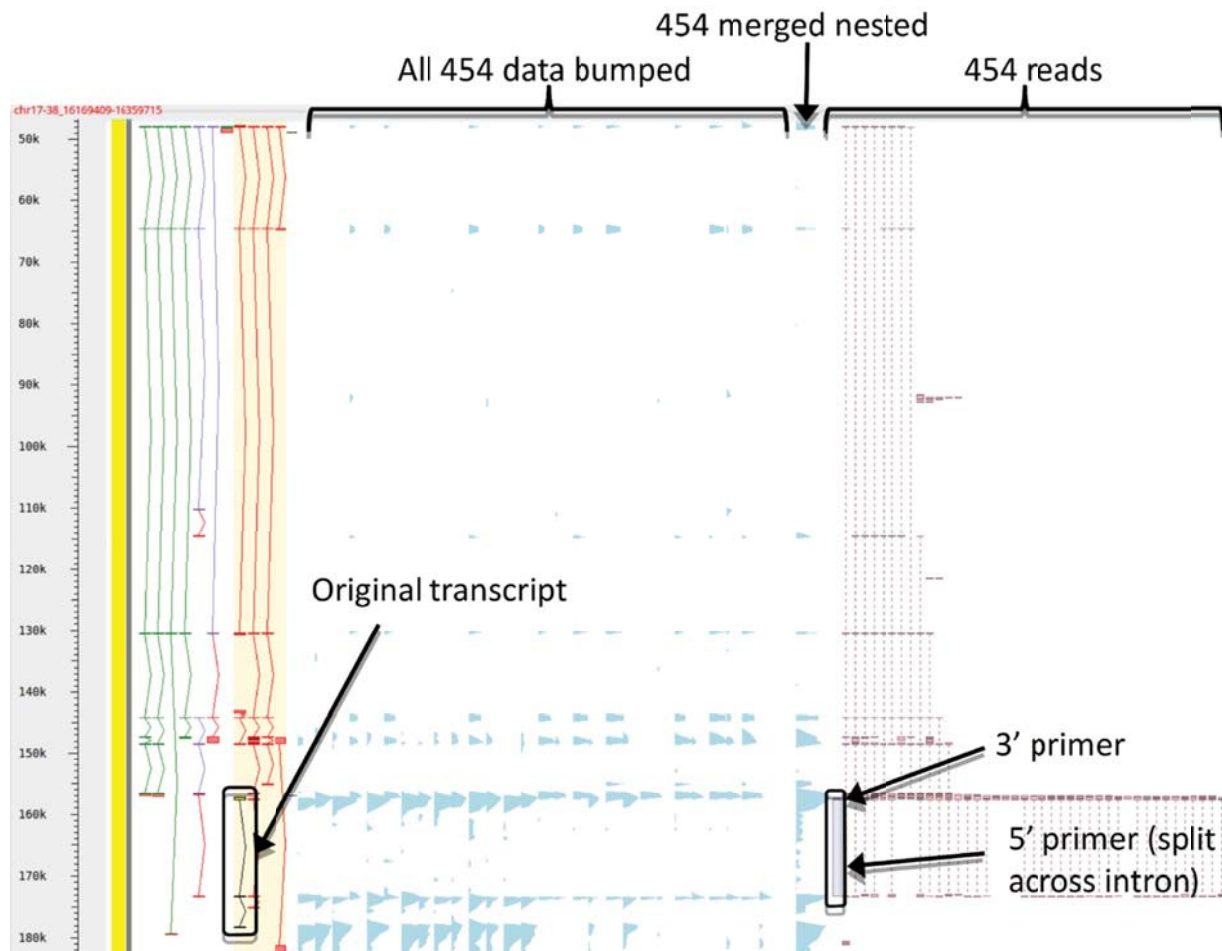 454 merged nested
All 454 data bumped
454 reads
chr17-38_16169409-16359715
50k
60k
70k
80k
90k
100k
110k
120k
Original transcript
130k
140k
150k
3’ primer
160k
5’ primer (split
across intron)
170k
180k